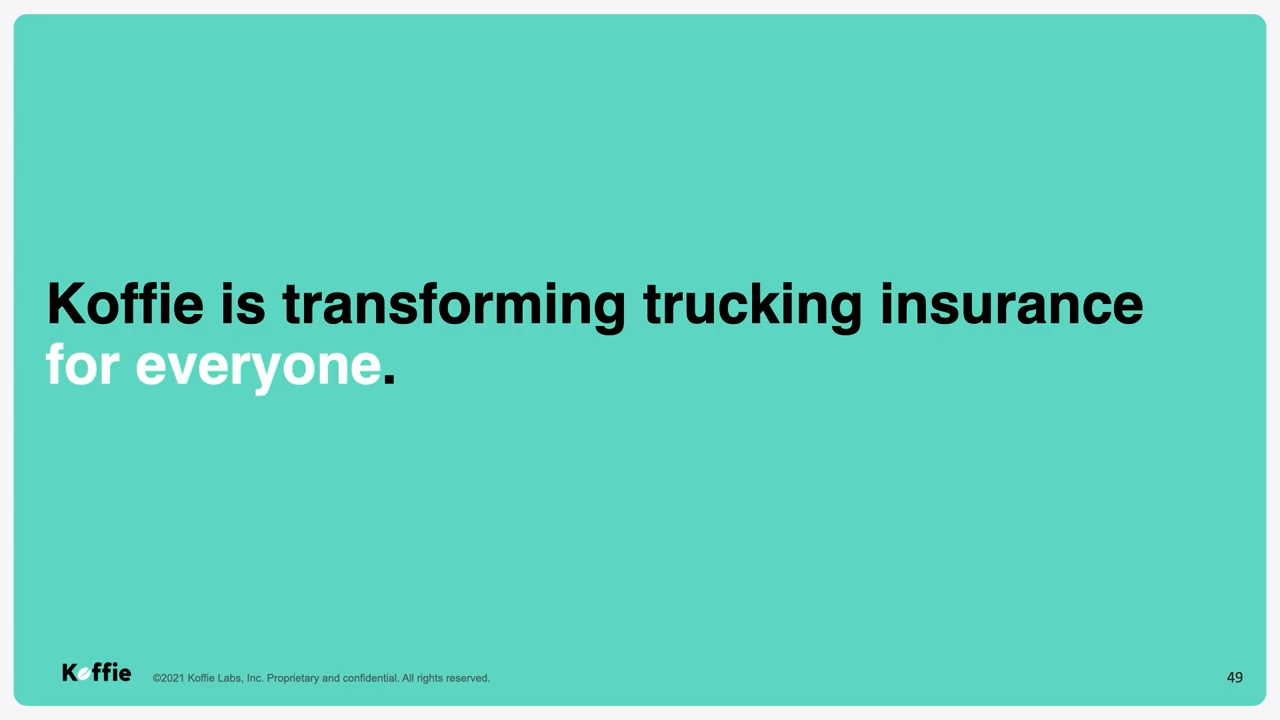 Koffie is transforming trucking insurance
for everyone.
Koffie ©2021 Koffie Labs, Inc. Proprietary and confidential. All rights reserved. 49